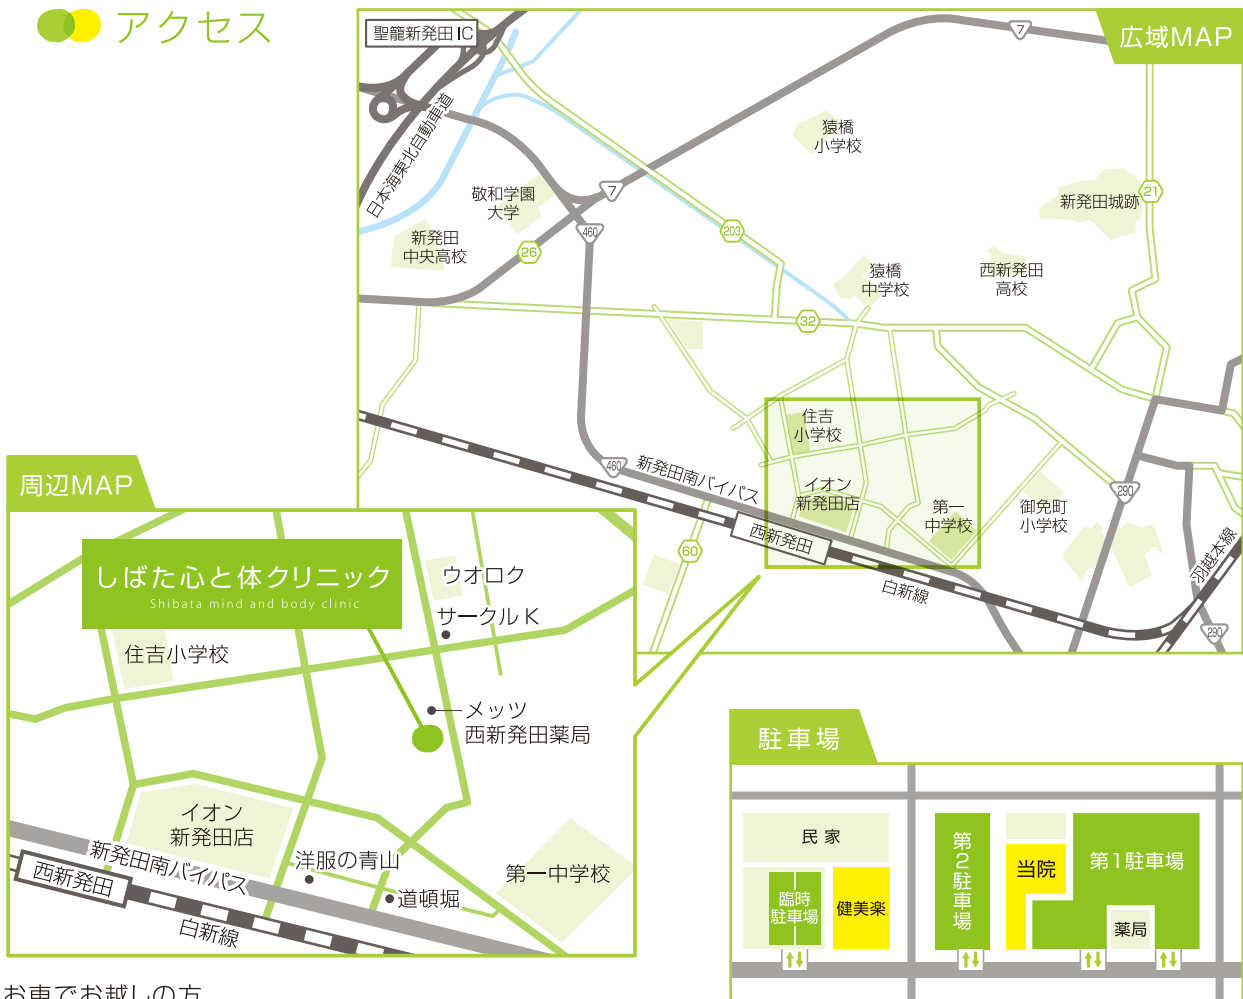 アクセス
広域MAP
聖籠新発田 IC
7
日本海東北自動車道
猿橋
小学校
敬和学園
大学
7
新発田城跡
21
新発田
中央高校
26
460
203
猿橋
中学校
西新発田
高校
32
住吉
小学校
460
新発田南バイパス
イオン
新発田店
第一
中学校
御免町
小学校
290
60
西新発田
白新線
羽越本線
290
周辺MAP
しばた心と体クリニック
Shibata mind and body clinic
ウオロク
サークルK
住吉小学校
メッツ
西新発田薬局
イオン
新発田店
新発田南バイパス
洋服の青山
第一中学校
西新発田
道頓堀
白新線
駐車場
民家
第2駐車場
当院
第1駐車場
臨時
駐車場
健美楽
薬局
お車でお越しの方